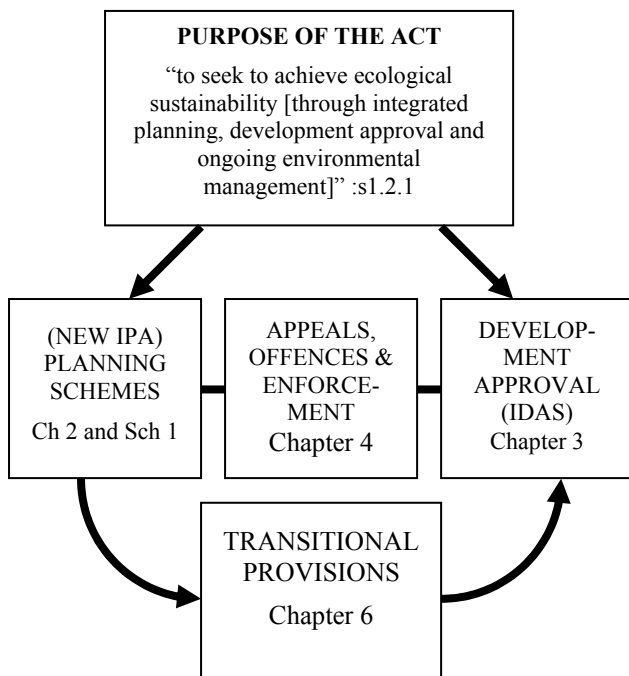 PURPOSE OF THE ACT
“to seek to achieve ecological
sustainability [through integrated
planning, development approval and
ongoing environmental
management]” :s1.2.1
(NEW IPA)
PLANNING
SCHEMES
Ch 2 and Sch 1
APPEALS,
OFFENCES &
ENFORCE-
MENT
Chapter 4
DEVELOP-
MENT
APPROVAL
(IDAS)
Chapter 3
TRANSITIONAL
PROVISIONS
Chapter 6